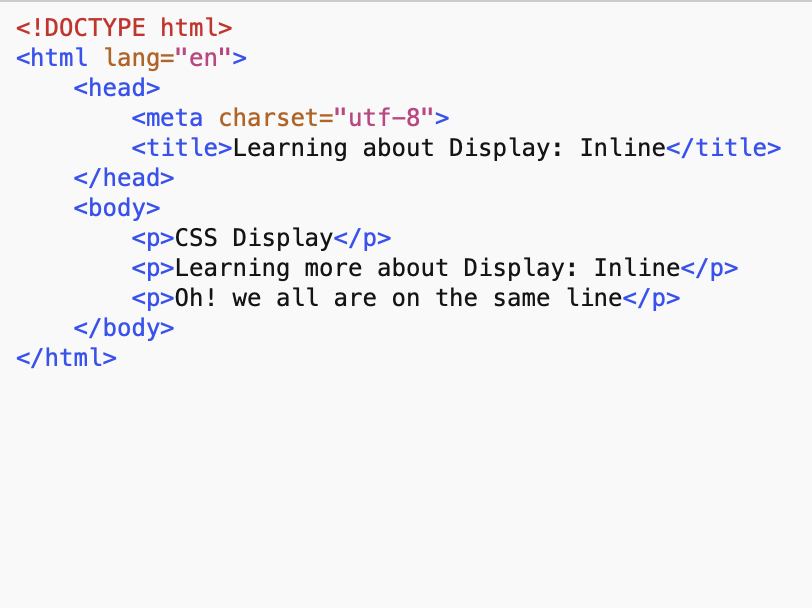 <!DOCTYPE html>
<html lang="en">
    <head>
        <meta charset="utf-8">
        <title>Learning about Display: Inline</title>
    </head>
    <body>
        <p>CSS Display</p>
        <p>Learning more about Display: Inline</p>
        <p>Oh! we all are on the same line</p>
    </body>
</html>